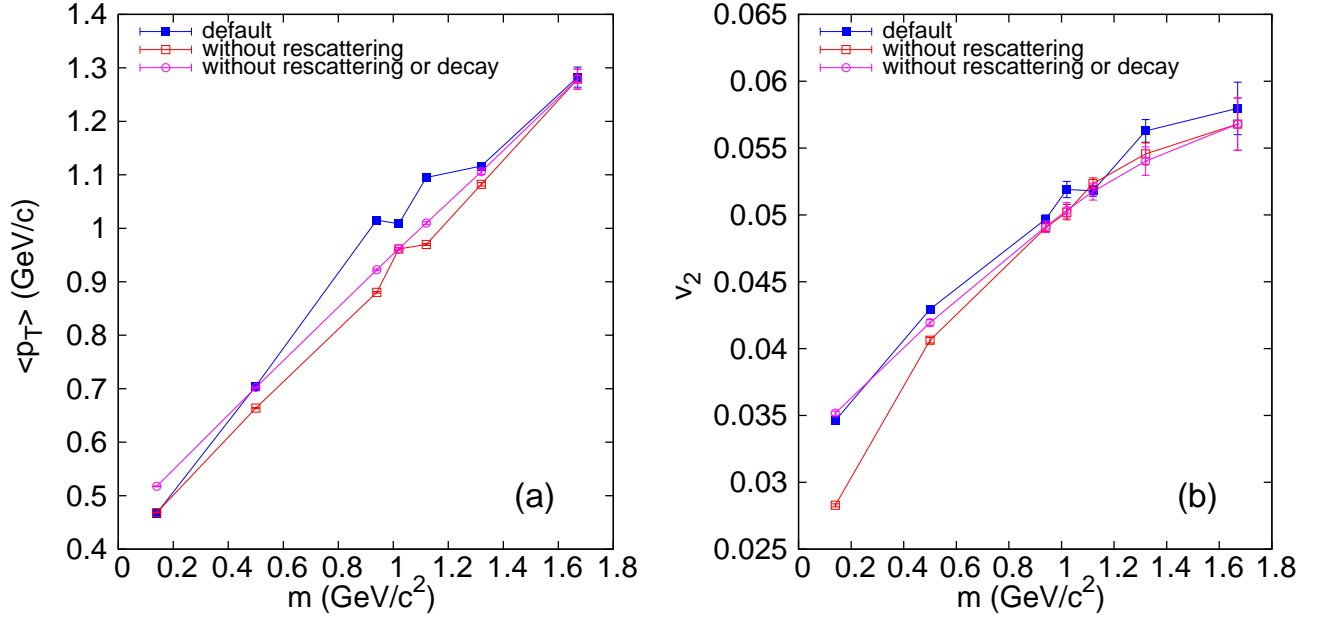 default
without rescattering
without rescattering or decay
1.4
1.3
1.2
1.1
1
0.9
0.8
0.7
0.6
0.5
0.4
<p_T> (GeV/c)
(a)
0 0.2 0.4 0.6 0.8 1 1.2 1.4 1.6 1.8
m (GeV/c²)
default
without rescattering
without rescattering or decay
0.065
0.06
0.055
0.05
0.045
0.04
0.035
0.03
0.025
v₂
(b)
0 0.2 0.4 0.6 0.8 1 1.2 1.4 1.6 1.8
m (GeV/c²)